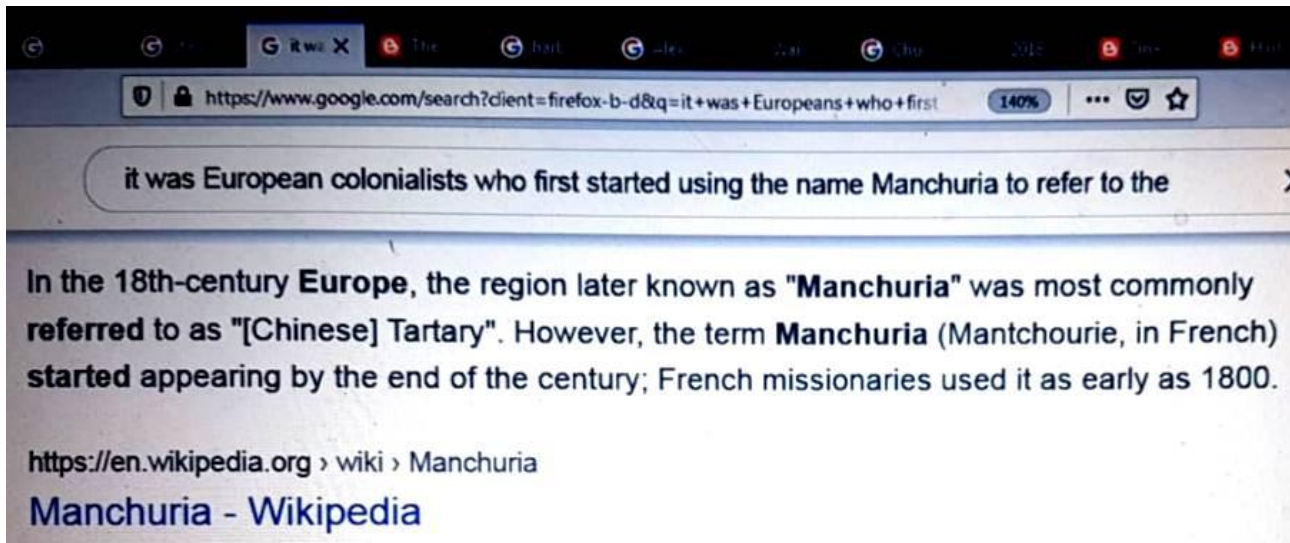 it wa
The
https://www.google.com/search?client=firefox-b-d&q=it+was+Europeans+who+first 140%
it was European colonialists who first started using the name Manchuria to refer to the
In the 18th-century Europe, the region later known as "Manchuria" was most commonly
referred to as "[Chinese] Tartary". However, the term Manchuria (Mantchourie, in French)
started appearing by the end of the century; French missionaries used it as early as 1800.
https://en.wikipedia.org › wiki › Manchuria
Manchuria - Wikipedia